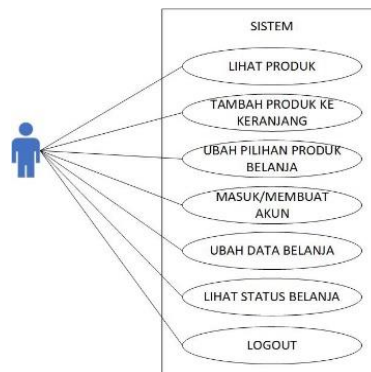 SISTEM
LIHAT PRODUK
TAMBAH PRODUK KE
KERANJANG
UBAH PILIHAN PRODUK
BELANJA
MASUK/MEMBUAT
AKUN
UBAH DATA BELANJA
LIHAT STATUS BELANJA
LOGOUT